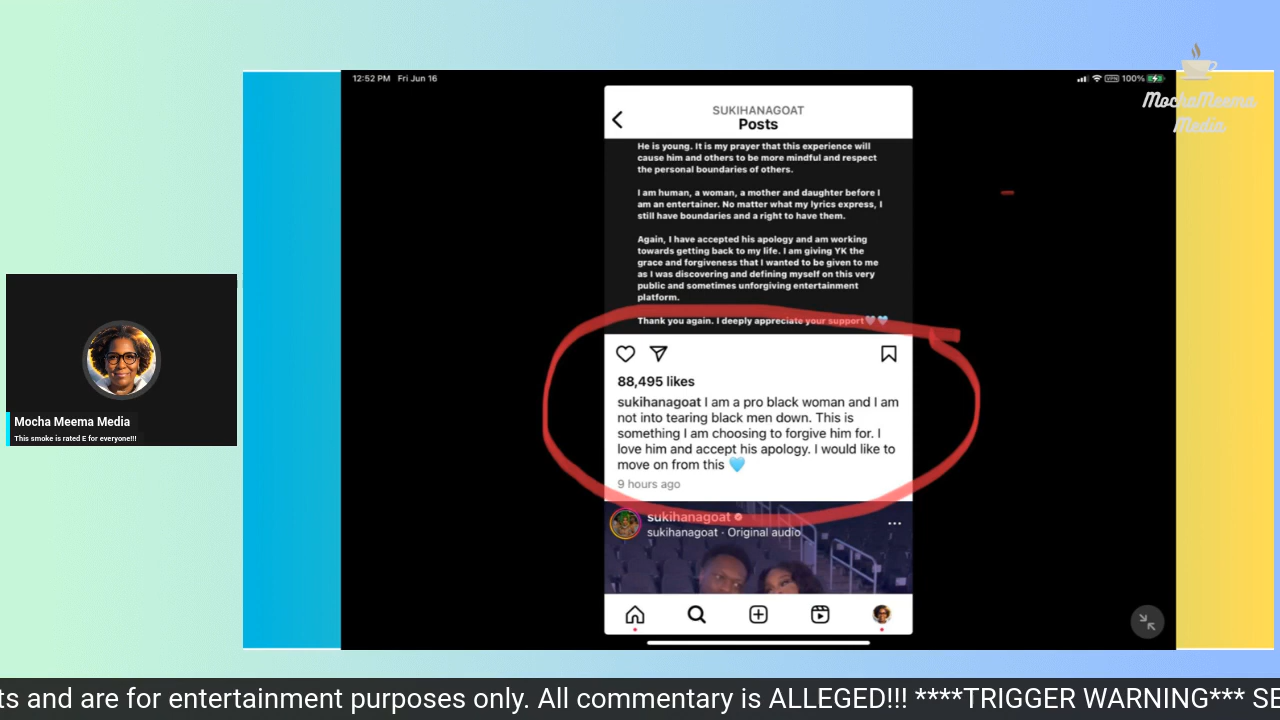 12:52 PM Fri Jun 16
VPN 100%
MochaMeema
Media
SUKIHANAGOAT
Posts
He is young. It is my prayer that this experience will
cause him and others to be more mindful and respect
the personal boundaries of others.
I am human, a woman, a mother and daughter before I
am an entertainer. No matter what my lyrics express, I
still have boundaries and a right to have them.
Again, I have accepted his apology and am working
towards getting back to my life. I am giving YK the
grace and forgiveness that I wanted to be given to me
as I was discovering and defining myself on this very
public and sometimes unforgiving entertainment
platform.
Thank you again. I deeply appreciate your support🩶🩵
88,495 likes
sukihanagoat I am a pro black woman and I am
not into tearing black men down. This is
something I am choosing to forgive him for. I
love him and accept his apology. I would like to
move on from this 🩵
9 hours ago
sukihanagoat
sukihanagoat · Original audio
Mocha Meema Media
This smoke is rated E for everyone!!!
ts and are for entertainment purposes only. All commentary is ALLEGED!!! ****TRIGGER WARNING*** SE